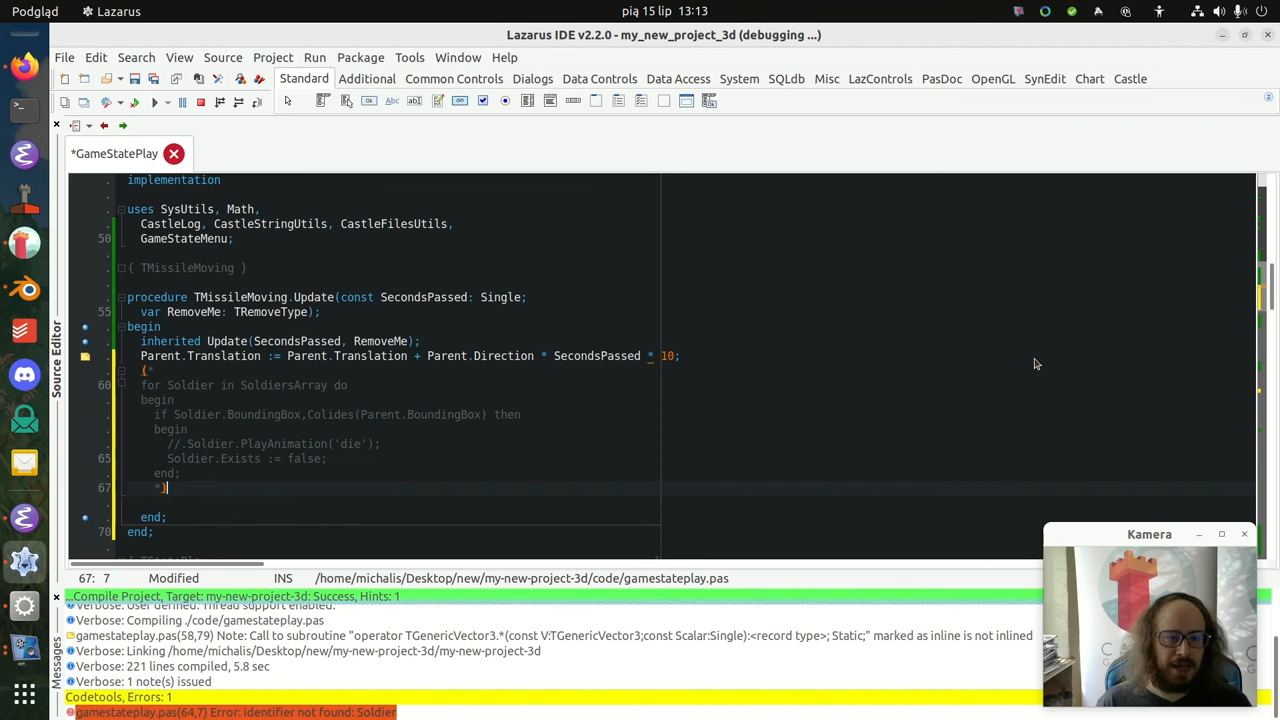 Podgląd
Lazarus
pią 15 lip 13:13
Lazarus IDE v2.2.0 - my_new_project_3d (debugging ...)
File Edit Search View Source Project Run Package Tools Window Help
Standard Additional Common Controls Dialogs Data Controls Data Access System SQLdb Misc LazControls PasDoc OpenGL SynEdit Chart Castle
*GameStatePlay
implementation
uses SysUtils, Math,
CastleLog, CastleStringUtils, CastleFilesUtils,
50 GameStateMenu;
{ TMissileMoving }
procedure TMissileMoving.Update(const SecondsPassed: Single;
55 var RemoveMe: TRemoveType);
begin
inherited Update(SecondsPassed, RemoveMe);
Parent.Translation := Parent.Translation + Parent.Direction * SecondsPassed * 10;
(*
60 for Soldier in SoldiersArray do
begin
if Soldier.BoundingBox,Colides(Parent.BoundingBox) then
begin
//.Soldier.PlayAnimation('die');
65 Soldier.Exists := false;
end;
67 *)
end;
70 end;
Source Editor
67: 7 Modified INS /home/michalis/Desktop/new/my-new-project-3d/code/gamestateplay.pas
Kamera
Messages
...Compile Project, Target: my-new-project-3d: Success, Hints: 1
Verbose: User defined: Thread support enabled.
Verbose: Compiling ./code/gamestateplay.pas
gamestateplay.pas(58,79) Note: Call to subroutine "operator TGenericVector3.*(const V:TGenericVector3;const Scalar:Single):<record type>; Static;" marked as inline is not inlined
Verbose: Linking /home/michalis/Desktop/new/my-new-project-3d/my-new-project-3d
Verbose: 221 lines compiled, 5.8 sec
Verbose: 1 note(s) issued
Codetools, Errors: 1
gamestateplay.pas(64,7) Error: identifier not found: Soldier